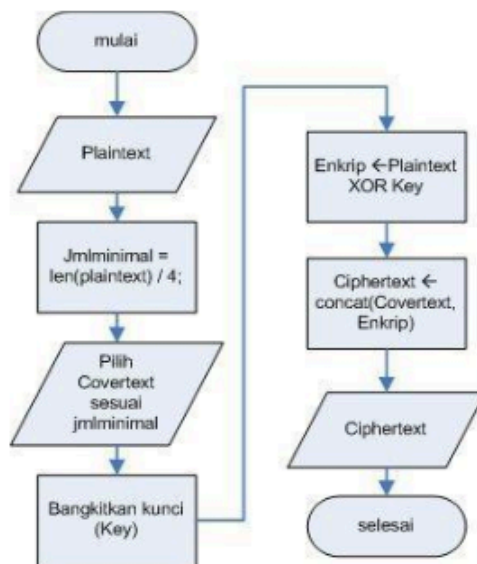 mulai
Plaintext
Jmlminimal =
len(plaintext) / 4;
Pilih
Covertext
sesuai
jmlminimal
Bangkitkan kunci
(Key)
Enkrip ←Plaintext
XOR Key
Ciphertext ←
concat(Covertext,
Enkrip)
Ciphertext
selesai